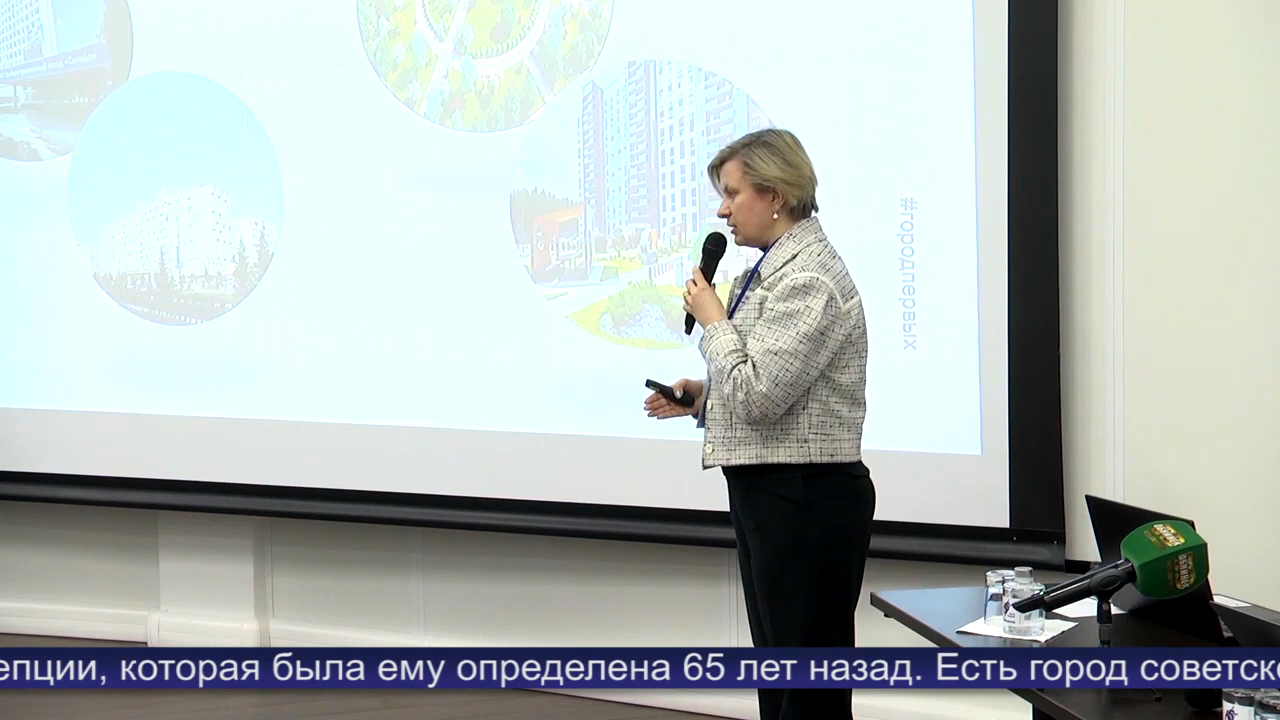 #городпервых
епции, которая была ему определена 65 лет назад. Есть город советско